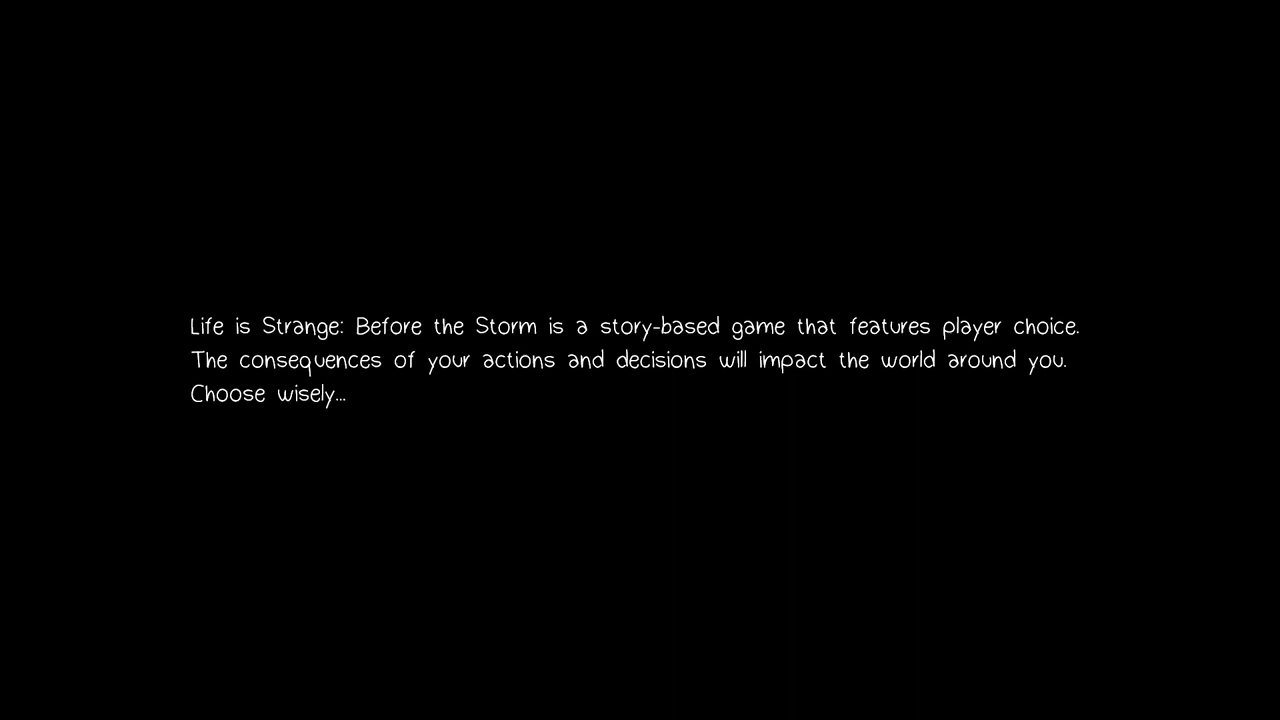 Life is Strange: Before the Storm is a story-based game that features player choice.
The consequences of your actions and decisions will impact the world around you.
Choose wisely...